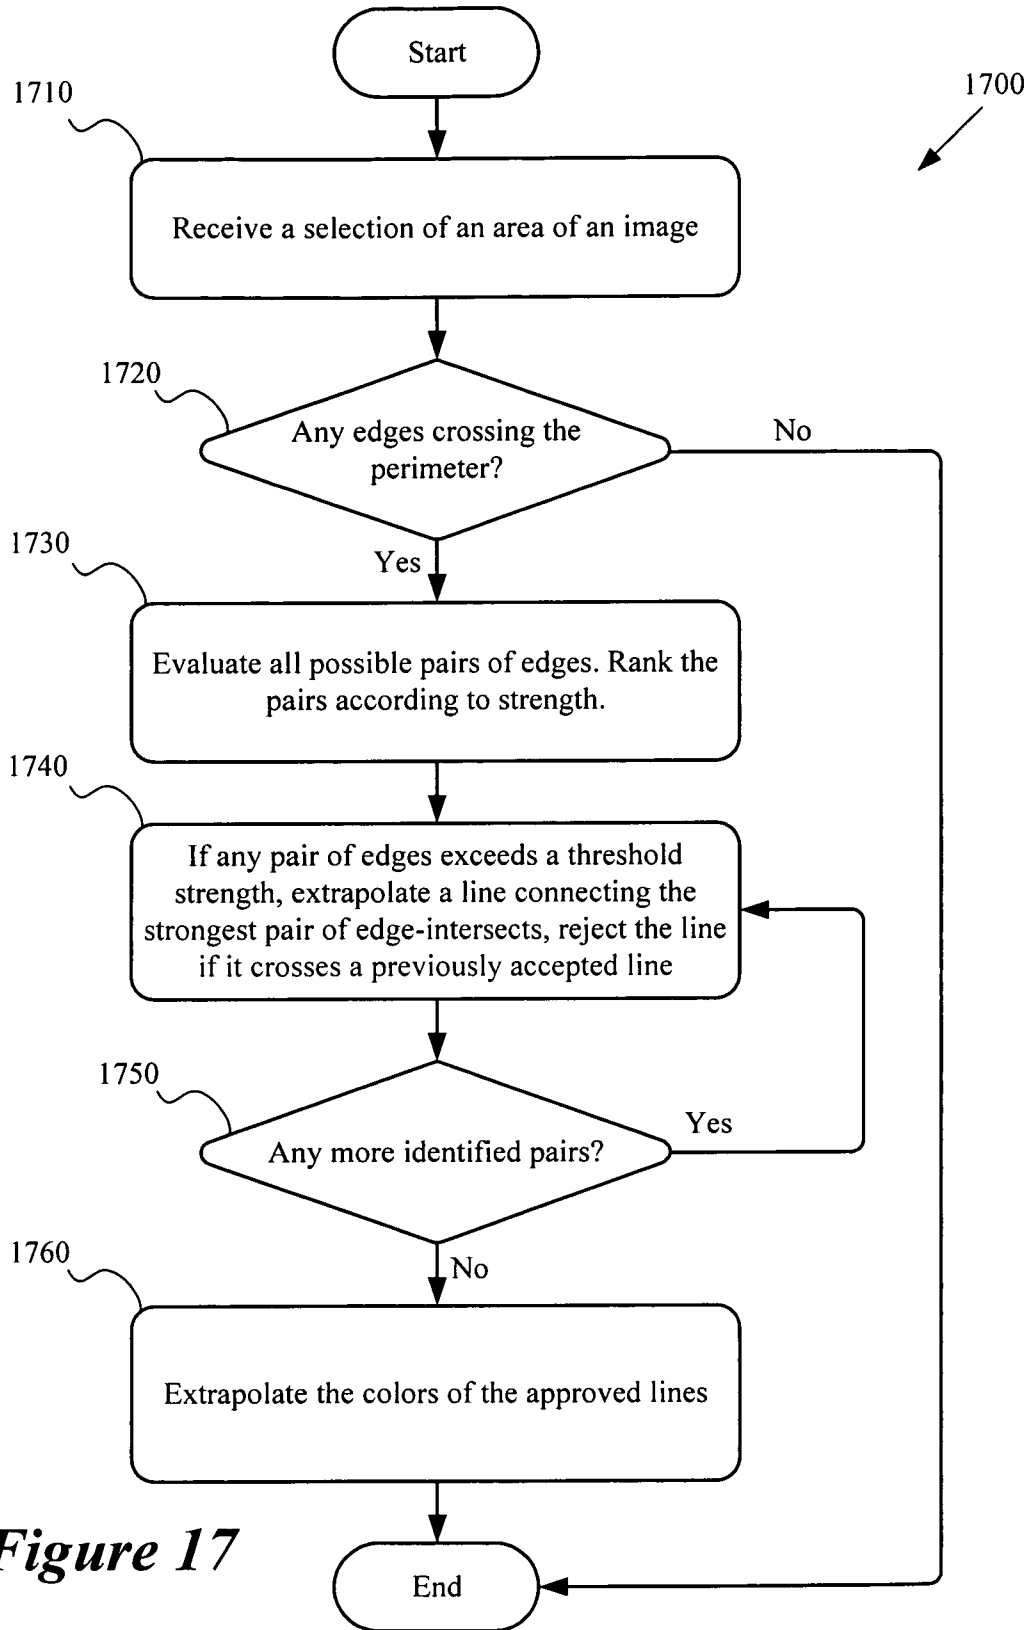 Start
1710
1700
Receive a selection of an area of an image
1720
Any edges crossing the
perimeter?
No
1730
Yes
Evaluate all possible pairs of edges. Rank the
pairs according to strength.
1740
If any pair of edges exceeds a threshold
strength, extrapolate a line connecting the
strongest pair of edge-intersects, reject the line
if it crosses a previously accepted line
1750
Yes
Any more identified pairs?
1760
No
Extrapolate the colors of the approved lines
Figure 17
End